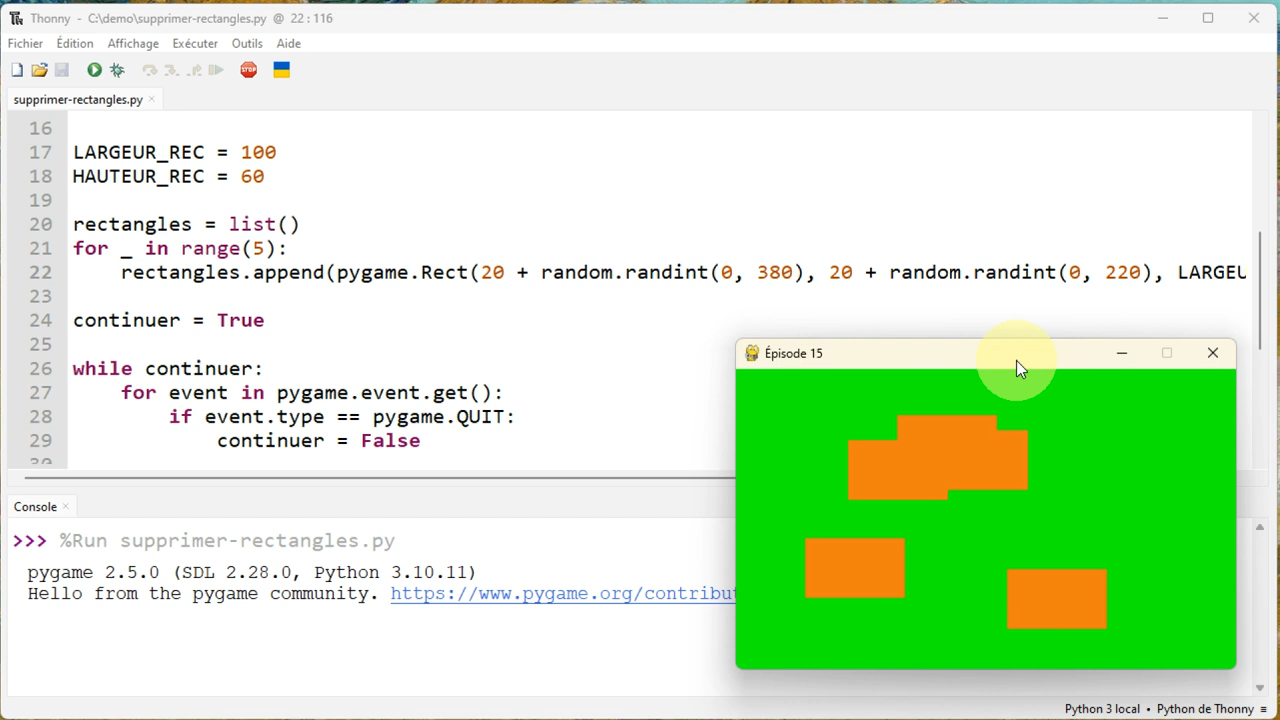 Thonny - C:\demo\supprimer-rectangles.py @ 22 : 116
Fichier Édition Affichage Exécuter Outils Aide
STOP
supprimer-rectangles.py ×
16
17 LARGEUR_REC = 100
18 HAUTEUR_REC = 60
19
20 rectangles = list()
21 for _ in range(5):
22     rectangles.append(pygame.Rect(20 + random.randint(0, 380), 20 + random.randint(0, 220), LARGEU
23
24 continuer = True
25
26 while continuer:
27     for event in pygame.event.get():
28         if event.type == pygame.QUIT:
29             continuer = False
30
Épisode 15
Console ×
>>> %Run supprimer-rectangles.py
pygame 2.5.0 (SDL 2.28.0, Python 3.10.11)
Hello from the pygame community. https://www.pygame.org/contribu
Python 3 local • Python de Thonny ≡